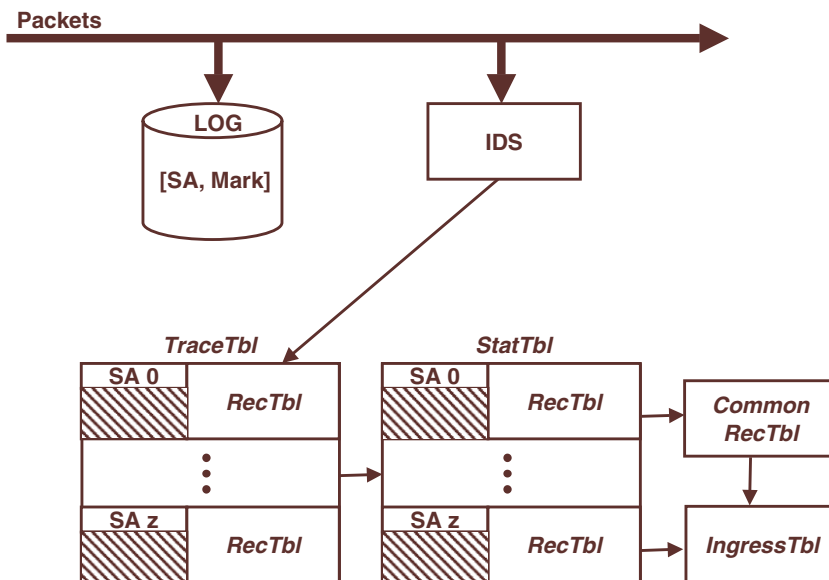 Packets
LOG
[SA, Mark]
IDS
TraceTbl
StatTbl
SA 0
RecTbl
SA 0
RecTbl
Common
RecTbl
SA z
RecTbl
SA z
RecTbl
IngressTbl